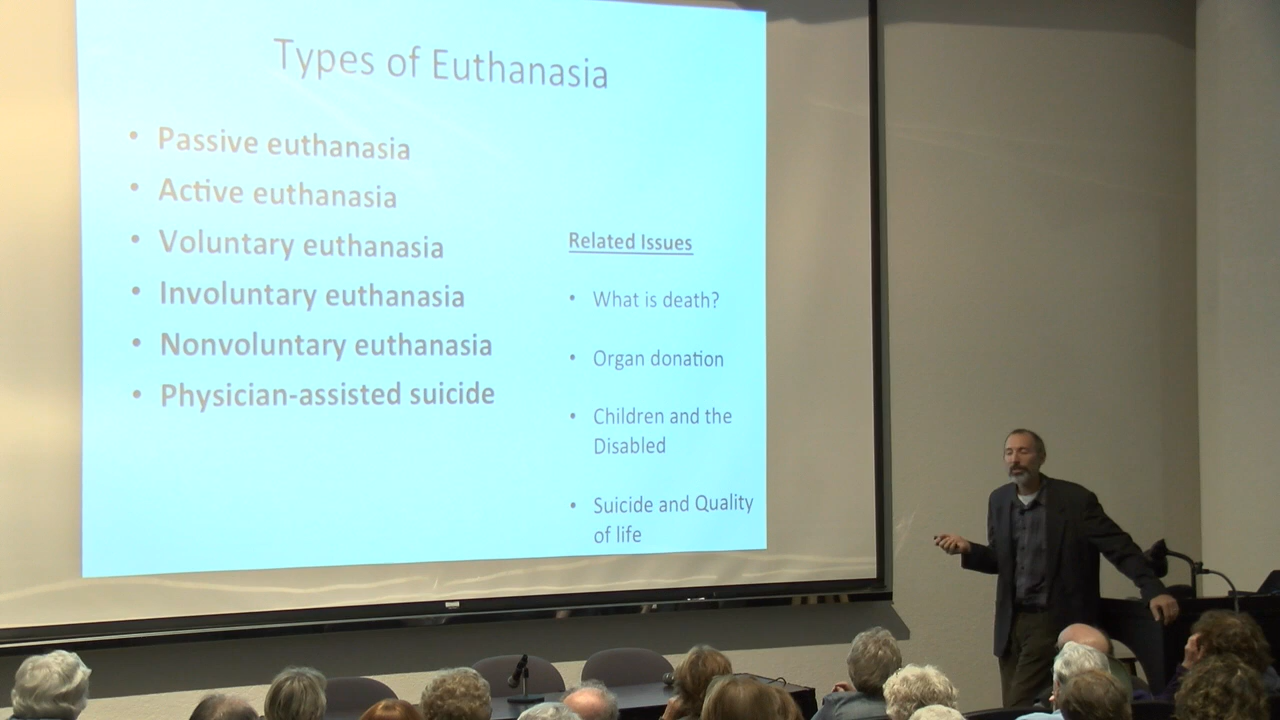 Types of Euthanasia
• Passive euthanasia
• Active euthanasia
• Voluntary euthanasia
• Involuntary euthanasia
• Nonvoluntary euthanasia
• Physician-assisted suicide
Related Issues
• What is death?
• Organ donation
• Children and the
Disabled
• Suicide and Quality
of life